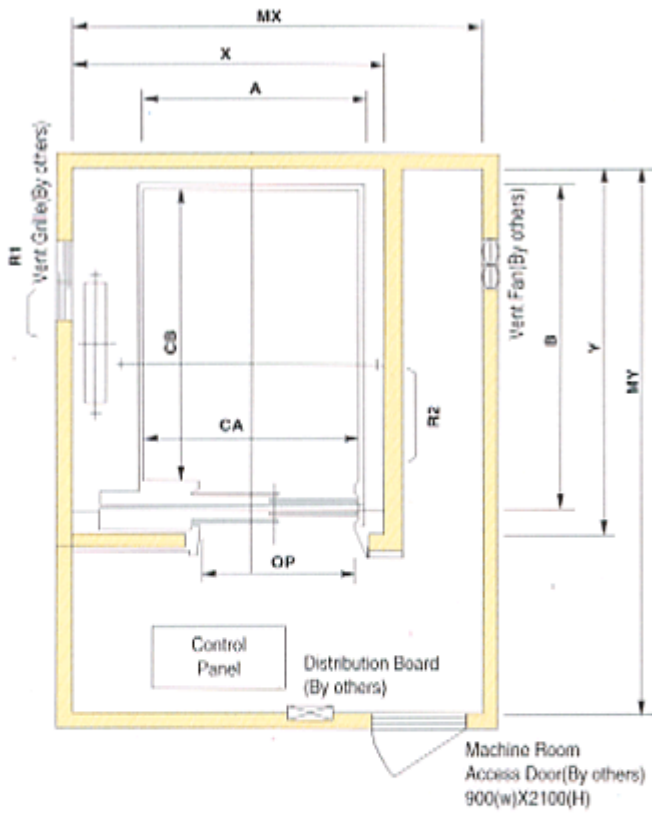 MX
X
A
Vent Grille(By others)
R1
Vent Fan(By others)
CB
B
Y
MY
CA
R2
OP
Control
Panel
Distribution Board
(By others)
Machine Room
Access Door(By others)
900(w)X2100(H)